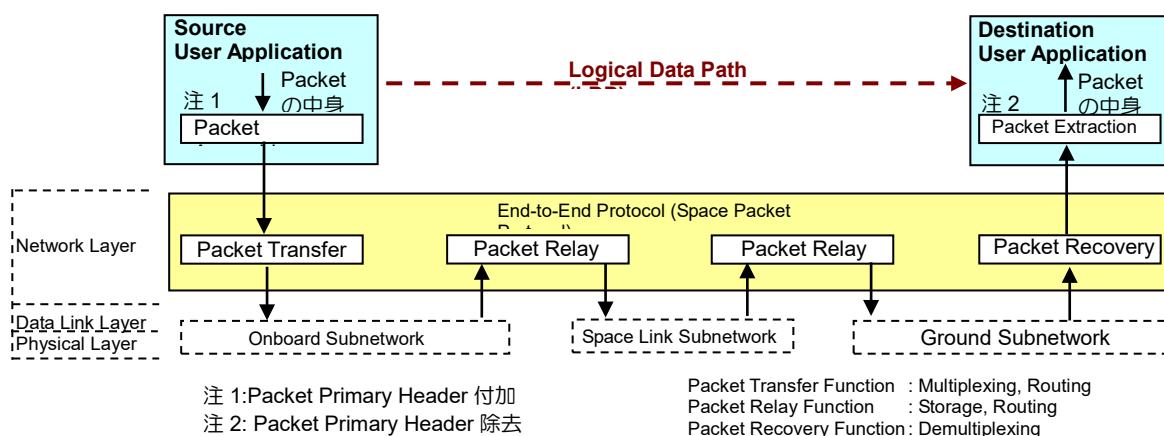 Source
User Application
Packet
の中身
注 1
Packet
Logical Data Path
Destination
User Application
Packet
の中身
注 2
Packet Extraction
End-to-End Protocol (Space Packet
Network Layer
Packet Transfer
Packet Relay
Packet Relay
Packet Recovery
Data Link Layer
Physical Layer
Onboard Subnetwork
Space Link Subnetwork
Ground Subnetwork
注 1:Packet Primary Header 付加
注 2: Packet Primary Header 除去
Packet Transfer Function : Multiplexing, Routing
Packet Relay Function : Storage, Routing
Packet Recovery Function : Demultiplexing